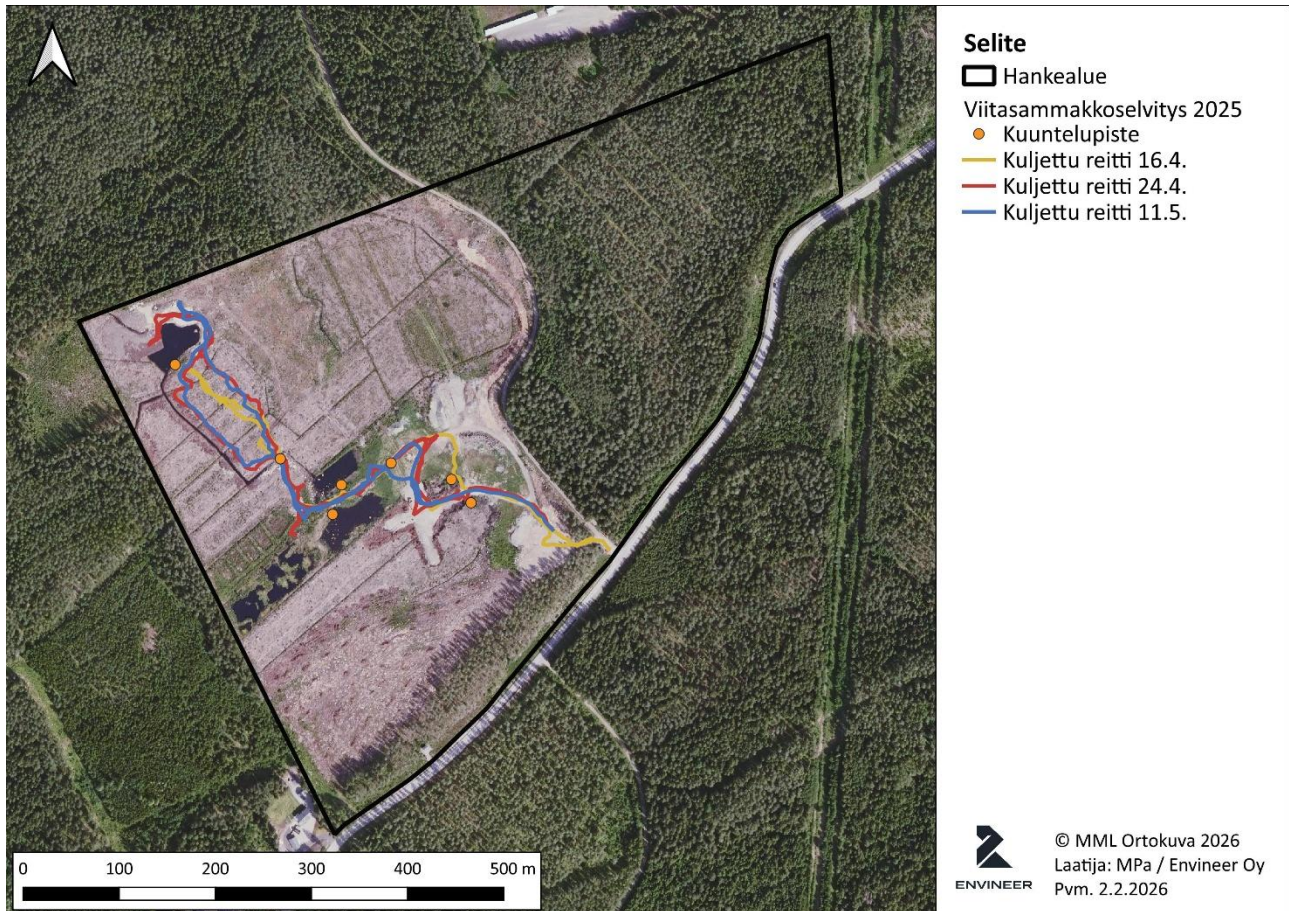 Selite
Hankealue
Viitasammakkoselvitys 2025
Kuuntelupiste
Kuljettu reitti 16.4.
Kuljettu reitti 24.4.
Kuljettu reitti 11.5.
0 100 200 300 400 500 m
ENVINEER
© MML Ortokuva 2026
Laatija: MPa / Envineer Oy
Pvm. 2.2.2026